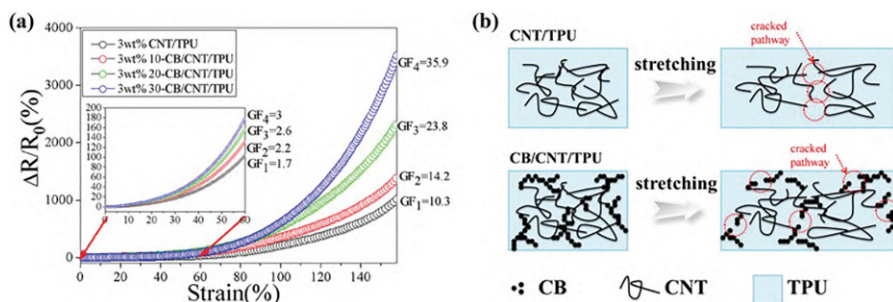 (a)
4000
3000
2000
1000
0
ΔR/R₀(%)
3wt% CNT/TPU
3wt% 10-CB/CNT/TPU
3wt% 20-CB/CNT/TPU
3wt% 30-CB/CNT/TPU
200
180
160
140
120
100
80
60
40
20
0
0 10 20 30 40 50 60
GF₄=3
GF₃=2.6
GF₂=2.2
GF₁=1.7
GF₄=35.9
GF₃=23.8
GF₂=14.2
GF₁=10.3
0 20 40 60 80 100 120 140
Strain(%)
(b)
CNT/TPU
stretching
cracked
pathway
CB/CNT/TPU
stretching
cracked
pathway
CB CNT TPU